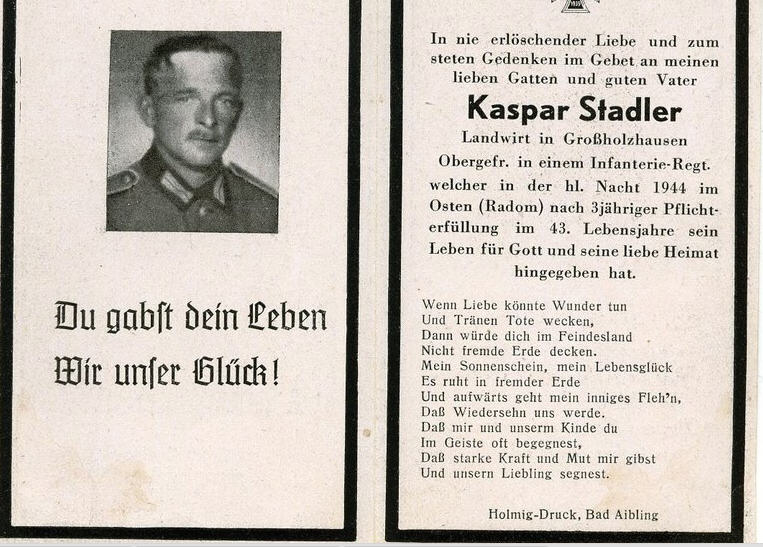 Du gabst dein Leben
Wir unser Glück!
In nie erlöschender Liebe und zum
steten Gedenken im Gebet an meinen
lieben Gatten und guten Vater
Kaspar Stadler
Landwirt in Großholzhausen
Obergefr. in einem Infanterie-Regt.
welcher in der hl. Nacht 1944 im
Osten (Radom) nach 3jähriger Pflicht-
erfüllung im 43. Lebensjahre sein
Leben für Gott und seine liebe Heimat
hingegeben hat.
Wenn Liebe könnte Wunder tun
Und Tränen Tote wecken,
Dann würde dich im Feindesland
Nicht fremde Erde decken.
Mein Sonnenschein, mein Lebensglück
Es ruht in fremder Erde
Und aufwärts geht mein inniges Fleh'n,
Daß Wiedersehn uns werde.
Daß mir und unserm Kinde du
Im Geiste oft begegnest,
Daß starke Kraft und Mut mir gibst
Und unsern Liebling segnest.
Holmig-Druck, Bad Aibling